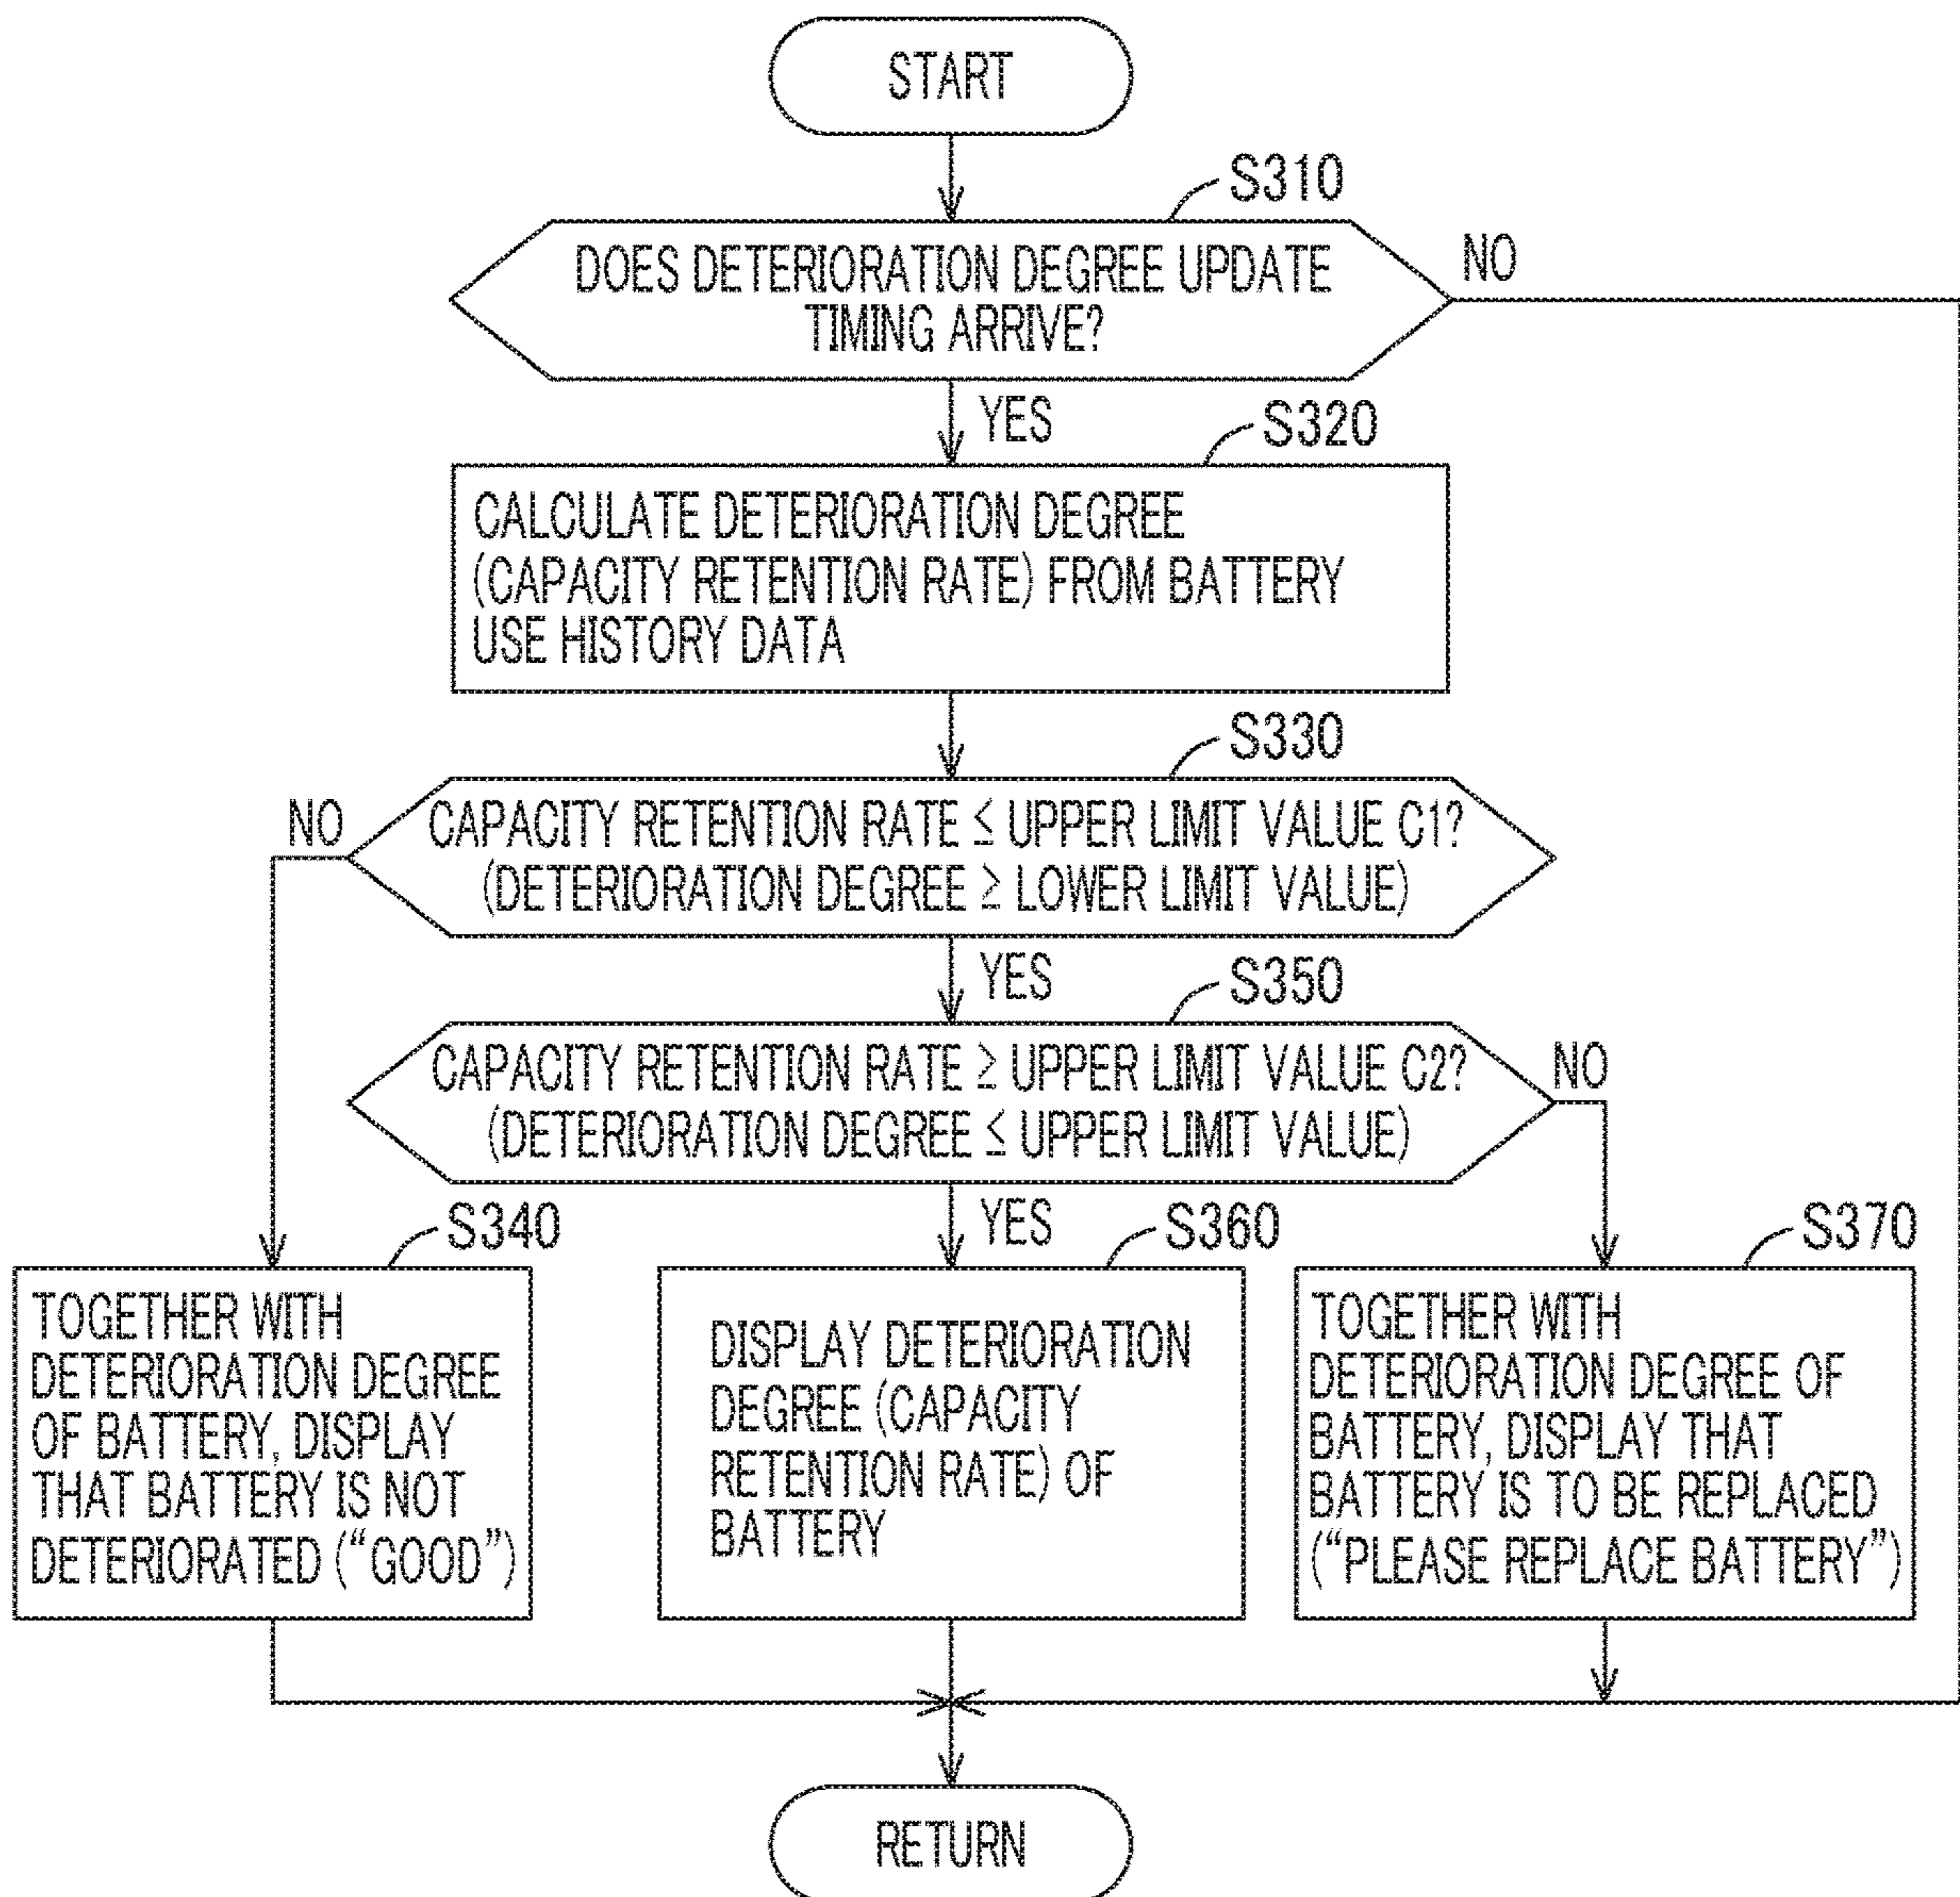 START
S310
DOES DETERIORATION DEGREE UPDATE
TIMING ARRIVE?
NO
YES
S320
CALCULATE DETERIORATION DEGREE
(CAPACITY RETENTION RATE) FROM BATTERY
USE HISTORY DATA
S330
NO
CAPACITY RETENTION RATE ≤ UPPER LIMIT VALUE C1?
(DETERIORATION DEGREE ≥ LOWER LIMIT VALUE)
YES
S350
CAPACITY RETENTION RATE ≥ UPPER LIMIT VALUE C2?
(DETERIORATION DEGREE ≤ UPPER LIMIT VALUE)
NO
YES
S340
TOGETHER WITH
DETERIORATION DEGREE
OF BATTERY, DISPLAY
THAT BATTERY IS NOT
DETERIORATED (“GOOD”)
S360
DISPLAY DETERIORATION
DEGREE (CAPACITY
RETENTION RATE) OF
BATTERY
S370
TOGETHER WITH
DETERIORATION DEGREE OF
BATTERY, DISPLAY THAT
BATTERY IS TO BE REPLACED
(“PLEASE REPLACE BATTERY”)
RETURN